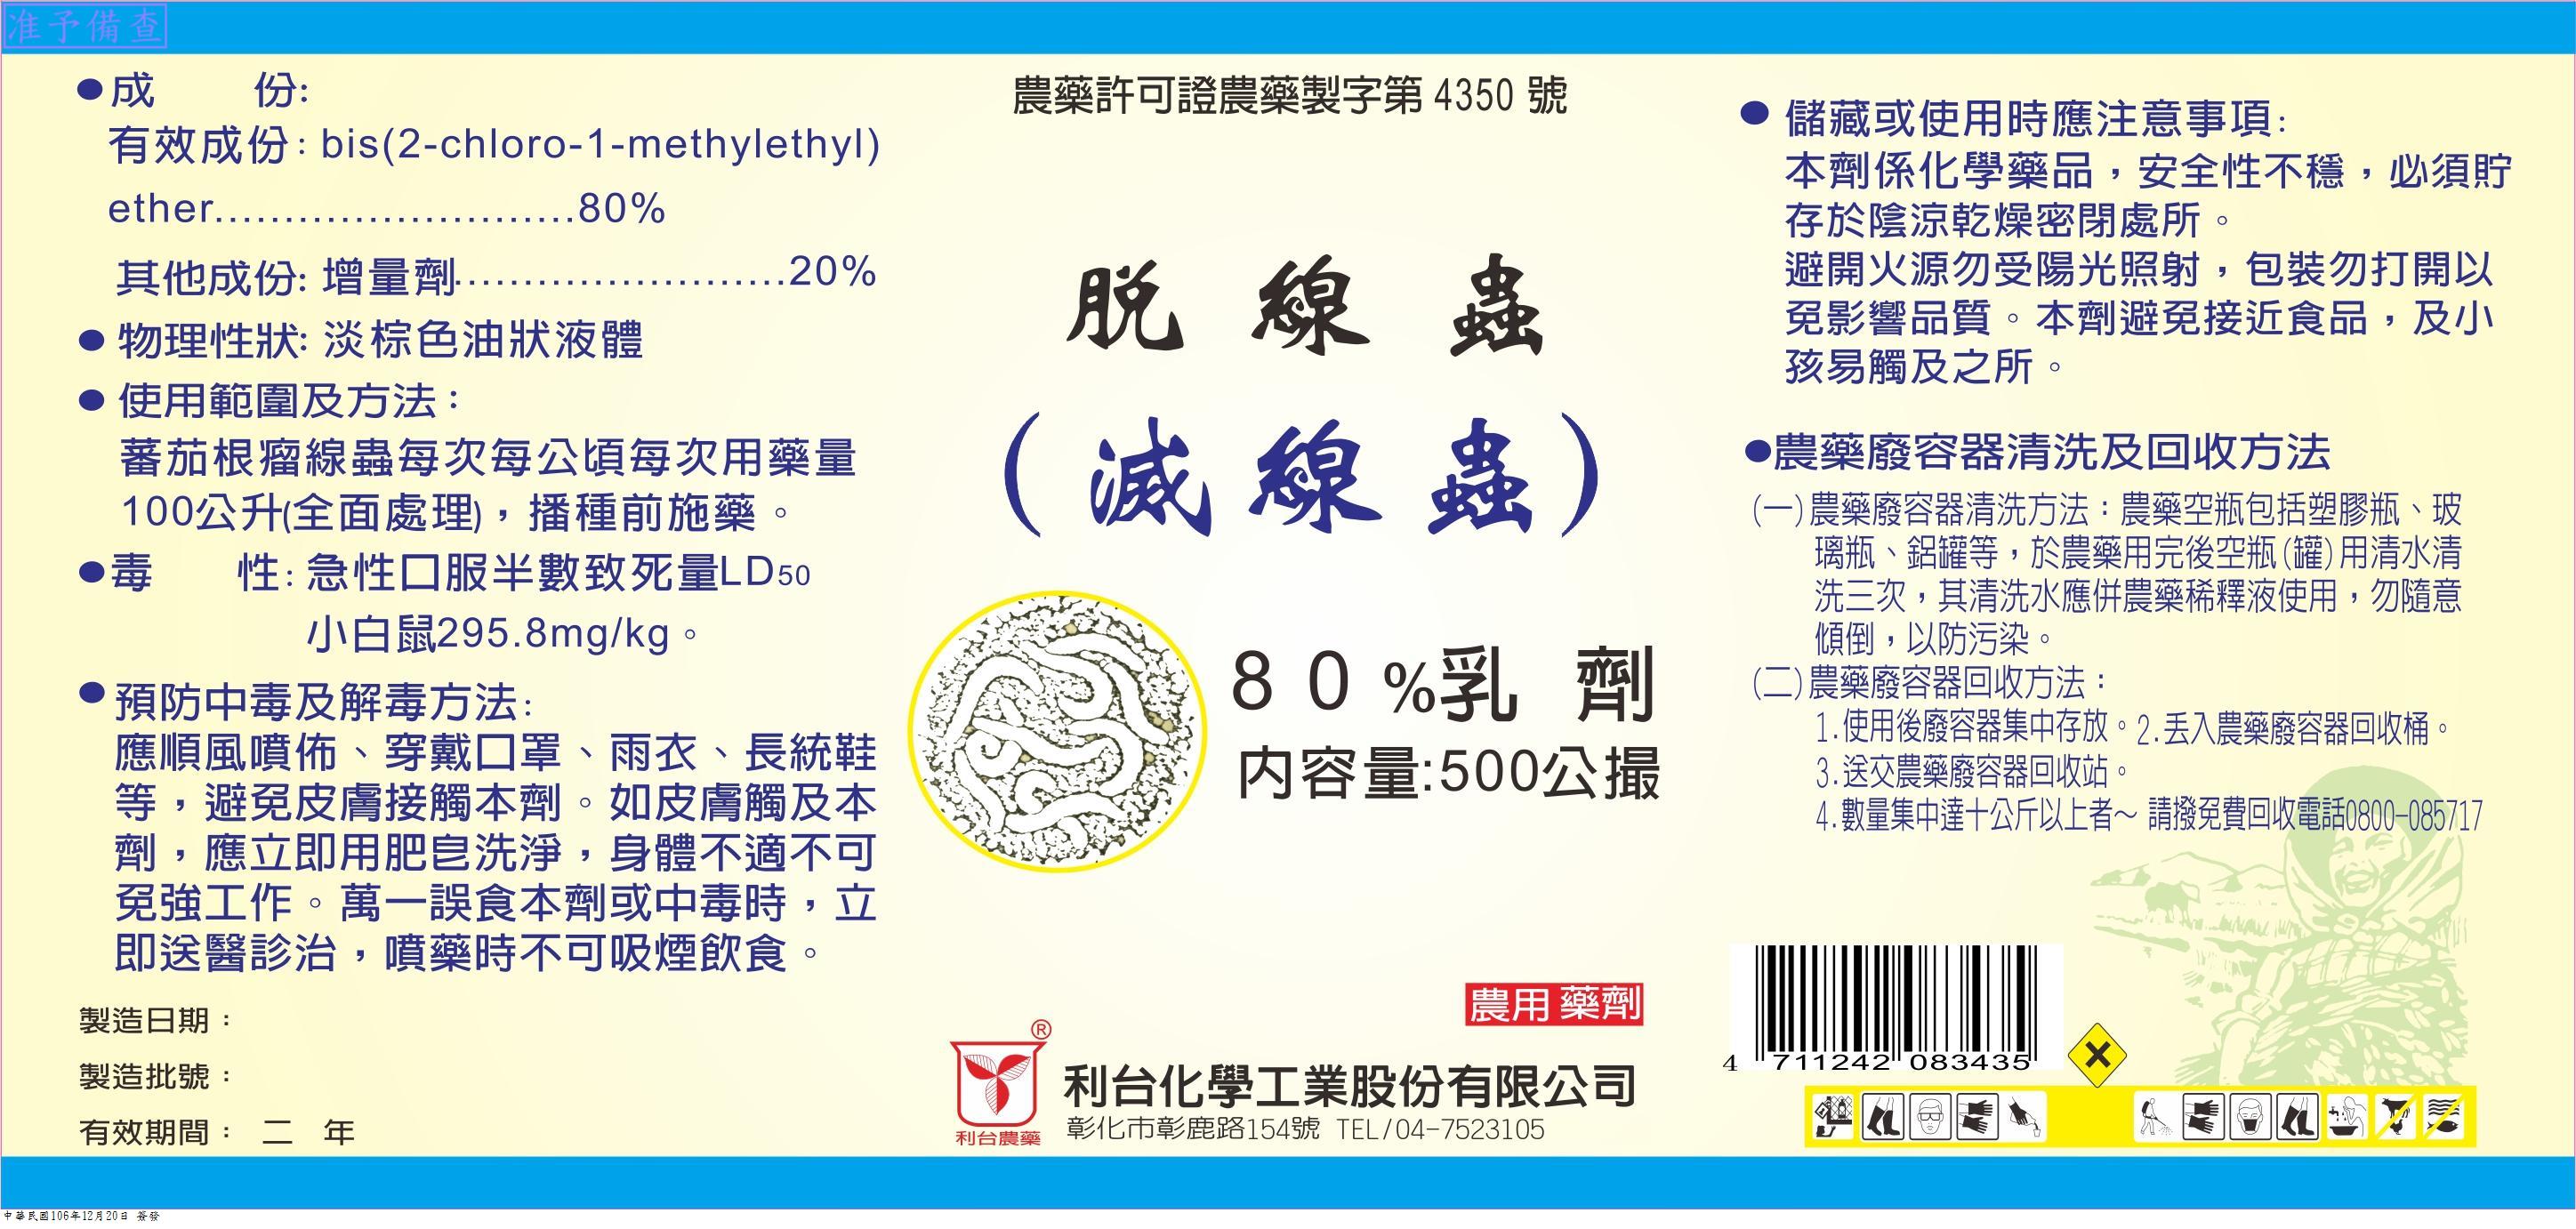 准予備查
●成　　份:
有效成份: bis(2-chloro-1-methylethyl)
ether..........................80%
其他成份: 增量劑........................20%
● 物理性狀: 淡棕色油狀液體
● 使用範圍及方法：
蕃茄根瘤線蟲每次每公頃每次用藥量
100公升(全面處理)，播種前施藥。
●毒　　性: 急性口服半數致死量LD50
小白鼠295.8mg/kg。
● 預防中毒及解毒方法:
應順風噴佈、穿戴口罩、雨衣、長統鞋
等，避免皮膚接觸本劑。如皮膚觸及本
劑，應立即用肥皂洗淨，身體不適不可
免強工作。萬一誤食本劑或中毒時，立
即送醫診治，噴藥時不可吸煙飲食。
製造日期：
製造批號：
有效期間： 二 年
農藥許可證農藥製字第 4350 號
脫 線 蟲
(滅 線 蟲)
80%乳 劑
內容量:500公撮
農用藥劑
®
利台農藥
利台化學工業股份有限公司
彰化市彰鹿路154號 TEL/04-7523105
● 儲藏或使用時應注意事項:
本劑係化學藥品，安全性不穩，必須貯
存於陰涼乾燥密閉處所。
避開火源勿受陽光照射，包裝勿打開以
免影響品質。本劑避免接近食品，及小
孩易觸及之所。
●農藥廢容器清洗及回收方法
(一)農藥廢容器清洗方法：農藥空瓶包括塑膠瓶、玻
璃瓶、鋁罐等，於農藥用完後空瓶(罐)用清水清
洗三次，其清洗水應併農藥稀釋液使用，勿隨意
傾倒，以防污染。
(二)農藥廢容器回收方法：
1.使用後廢容器集中存放。2.丟入農藥廢容器回收桶。
3.送交農藥廢容器回收站。
4.數量集中達十公斤以上者～ 請撥免費回收電話0800-085717
4 711242 083435
中華民國106年12月20日 簽發